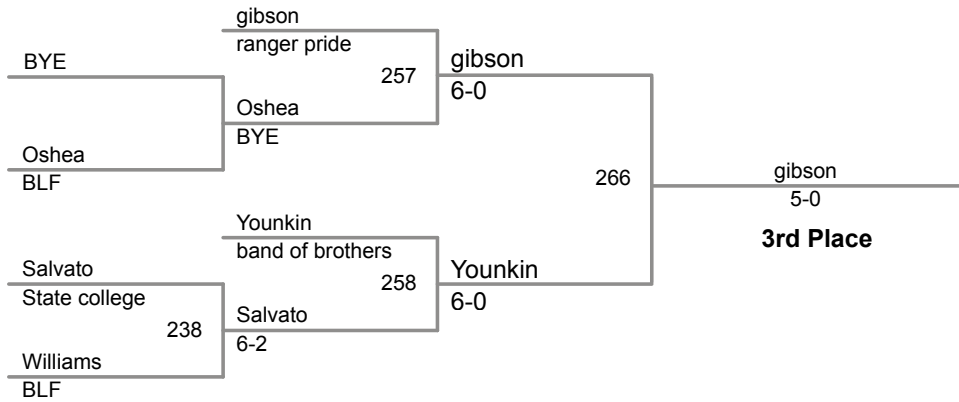 gibson
ranger pride
BYE
257
gibson
6-0
Oshea
BYE
Oshea
BLF
266
gibson
5-0
3rd Place
Younkin
band of brothers
Salvato
State college
258
Younkin
6-0
238
Salvato
6-2
Williams
BLF